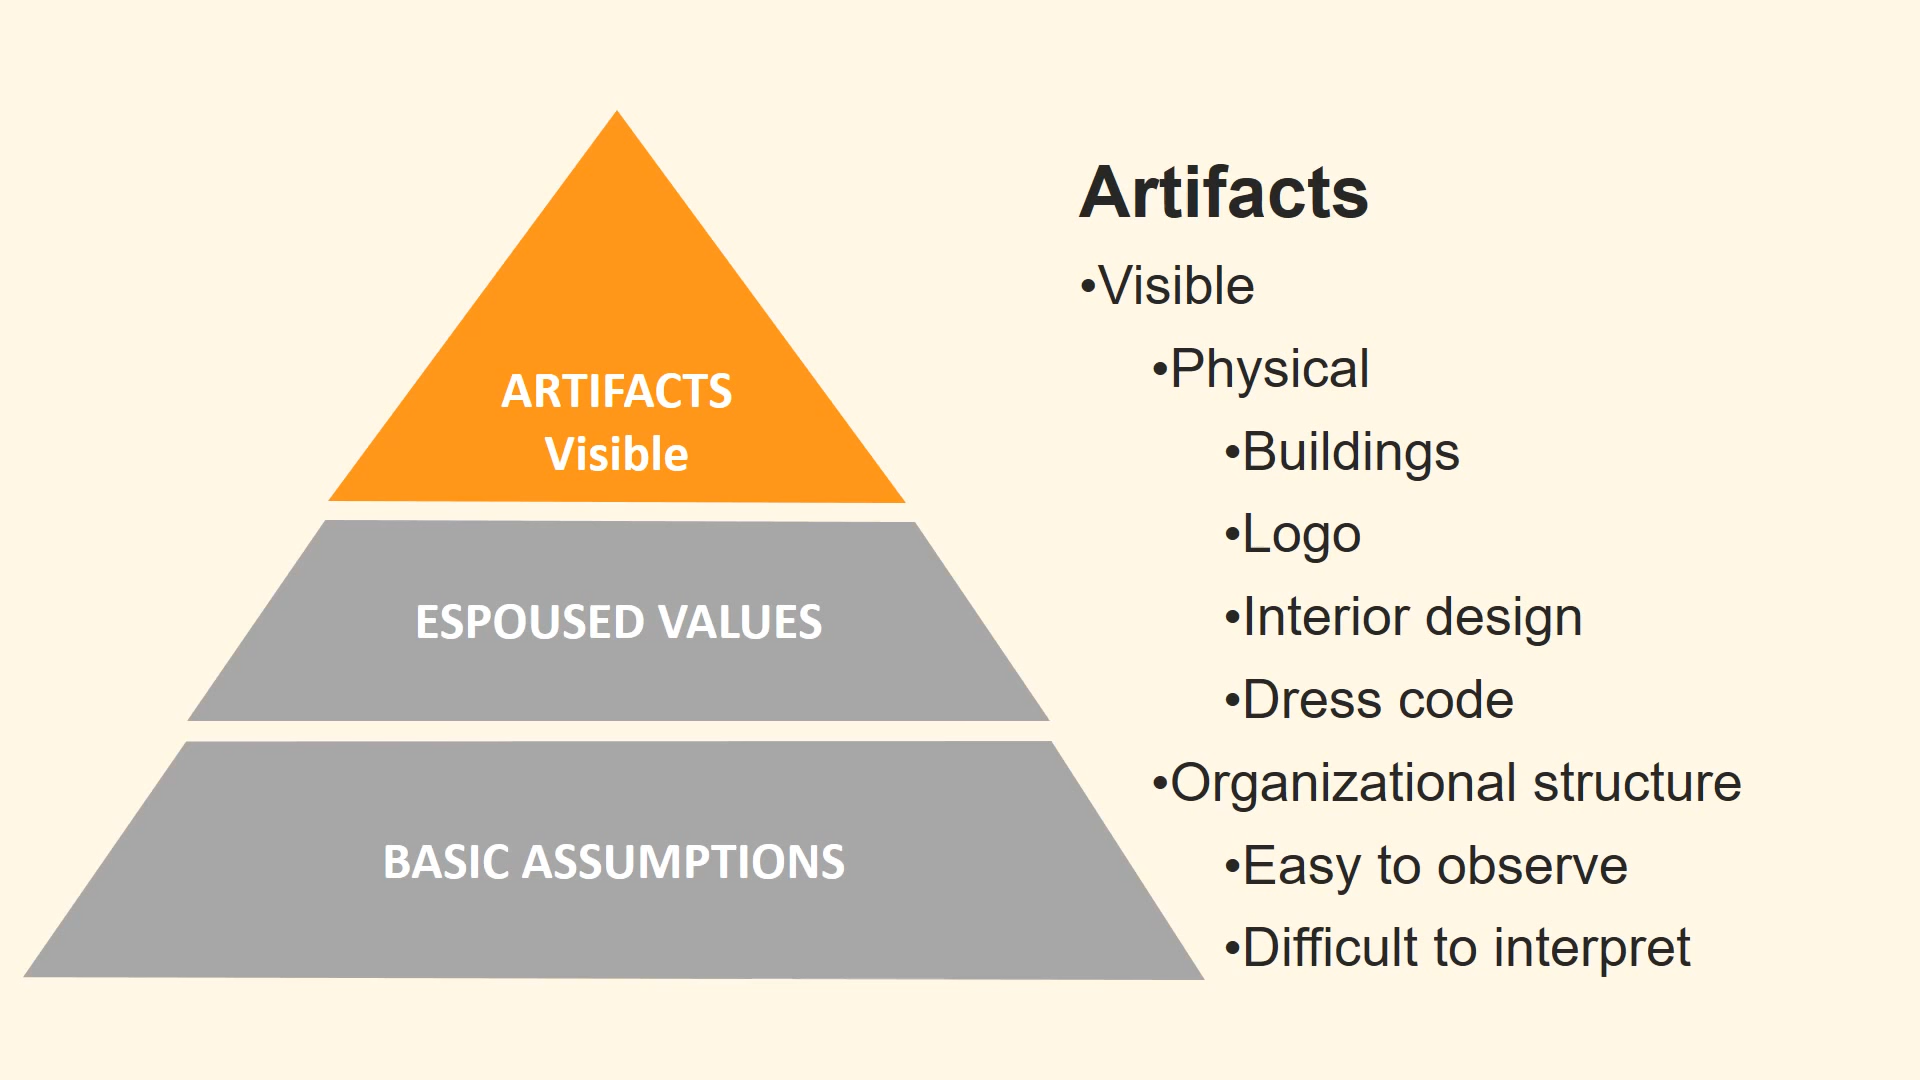 ARTIFACTS
Visible
ESPOUSED VALUES
BASIC ASSUMPTIONS
Artifacts
•Visible
•Physical
•Buildings
•Logo
•Interior design
•Dress code
•Organizational structure
•Easy to observe
•Difficult to interpret